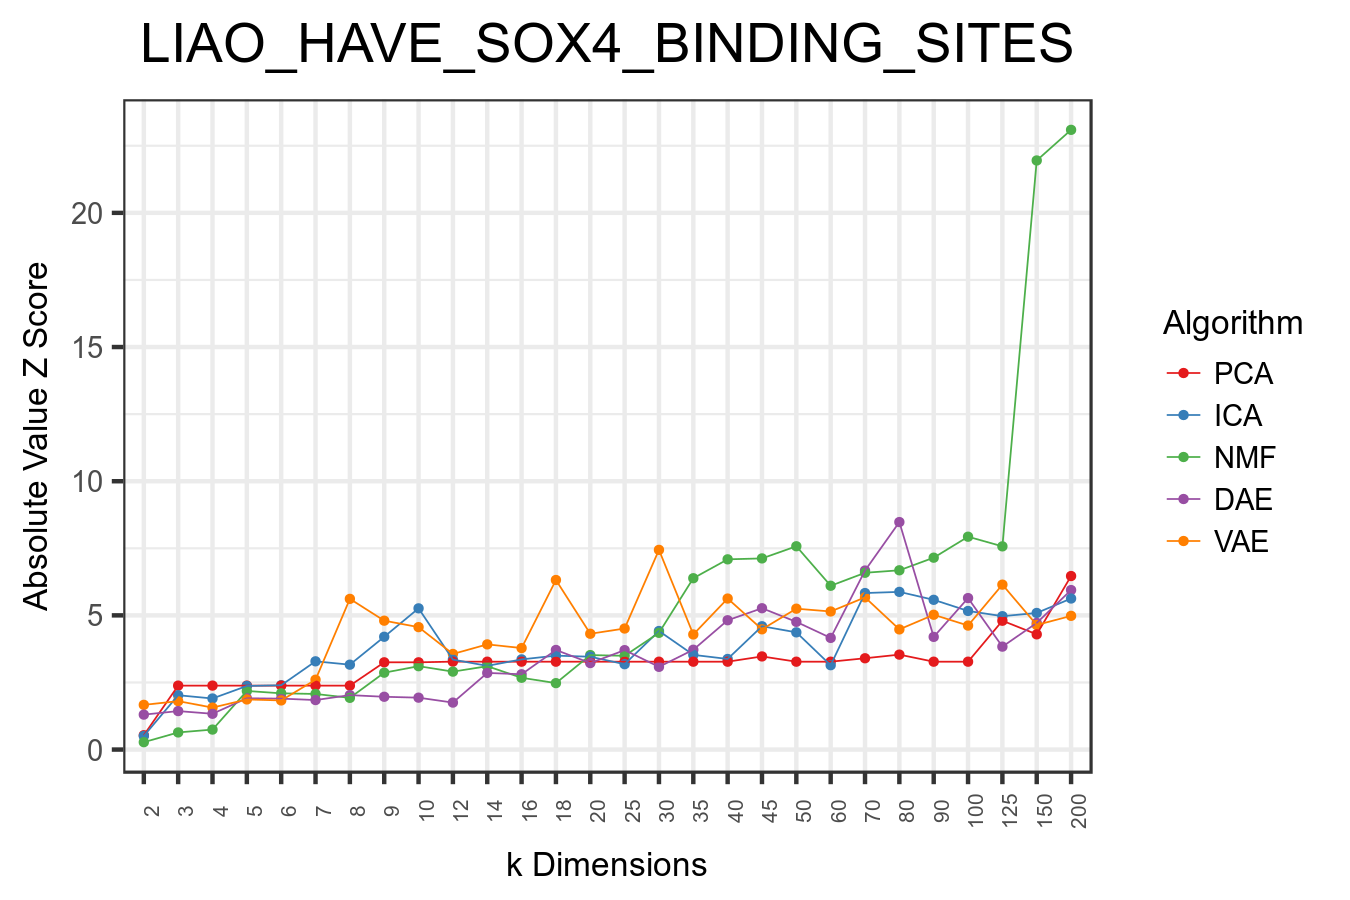 LIAO_HAVE_SOX4_BINDING_SITES
Absolute Value Z Score
20
15
10
5
0
2 3 4 5 6 7 8 9 10 12 14 16 18 20 25 30 35 40 45 50 60 70 80 90 100 125 150 200
k Dimensions
Algorithm
PCA
ICA
NMF
DAE
VAE